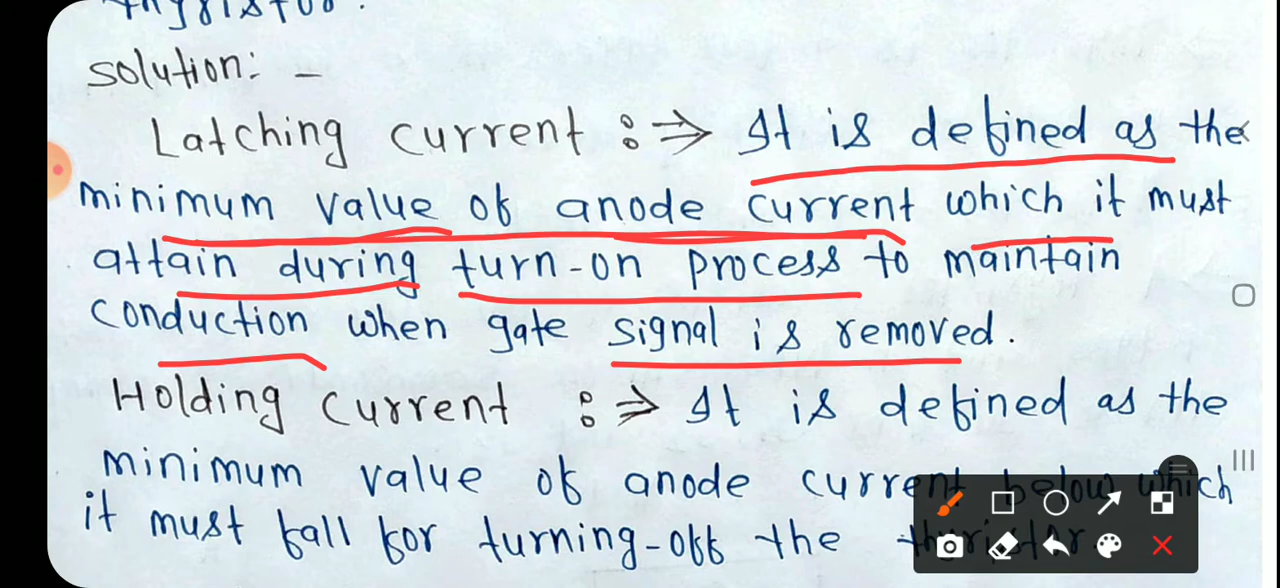 thyristor.
solution: -
Latching current :⇒ It is defined as the
minimum value of anode current which it must
attain during turn-on process to maintain
conduction when gate signal is removed.
Holding current :⇒ It is defined as the
minimum value of anode current below which
it must fall for turning-off the thyristor.